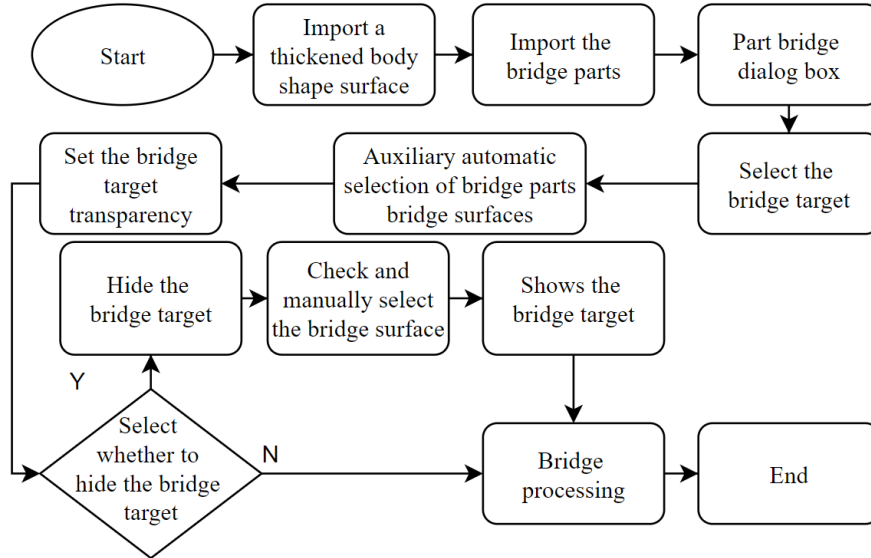 Start
Import a
thickened body
shape surface
Import the
bridge parts
Part bridge
dialog box
Select the
bridge target
Auxiliary automatic
selection of bridge parts
bridge surfaces
Set the bridge
target
transparency
Hide the
bridge target
Check and
manually select
the bridge surface
Shows the
bridge target
Y
Select
whether to
hide the bridge
target
N
Bridge
processing
End